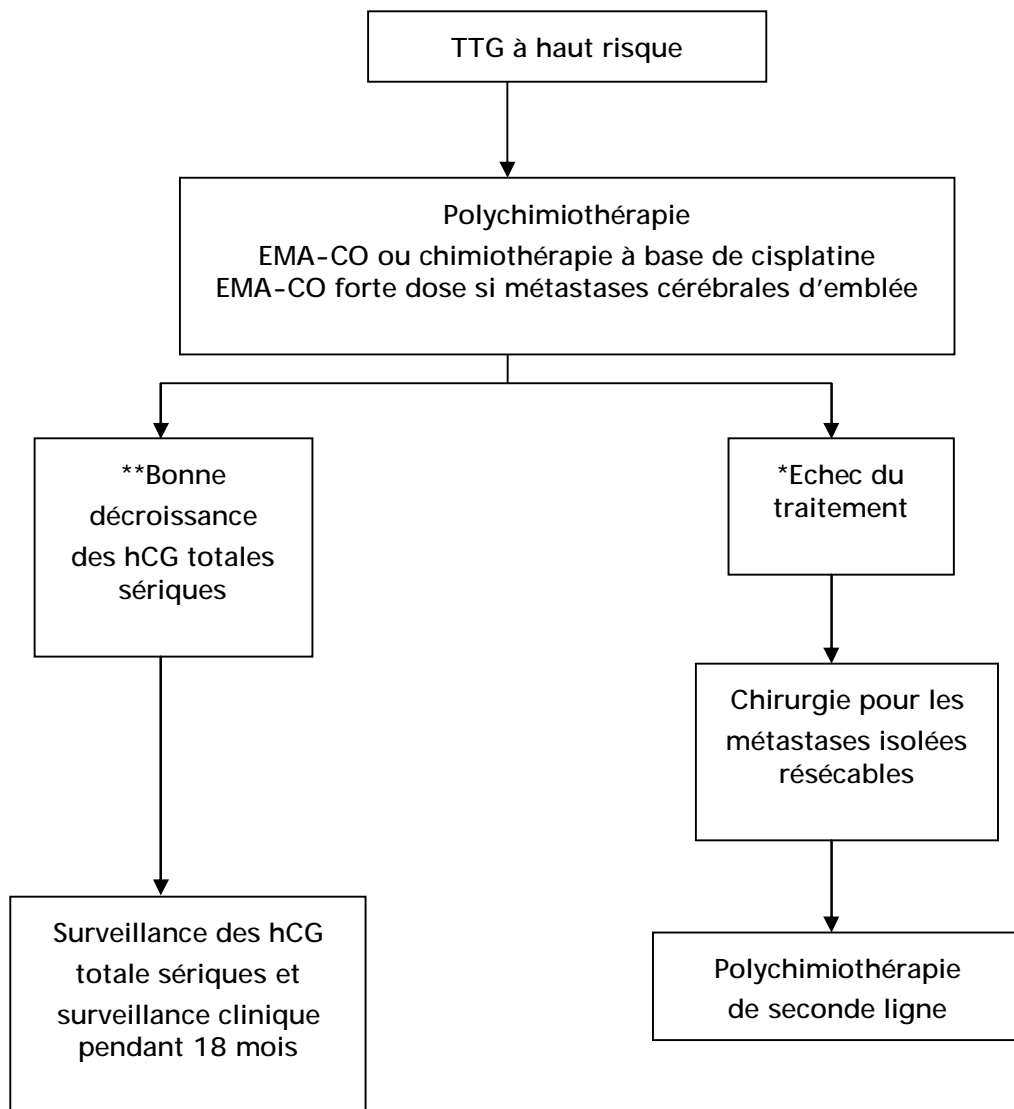 TTG à haut risque
Polychimiothérapie
EMA-CO ou chimiothérapie à base de cisplatine
EMA-CO forte dose si métastases cérébrales d’emblée
**Bonne
décroissance
des hCG totales
sériques
*Echec du
traitement
Chirurgie pour les
métastases isolées
résécables
Surveillance des hCG
totale sériques et
surveillance clinique
pendant 18 mois
Polychimiothérapie
de seconde ligne